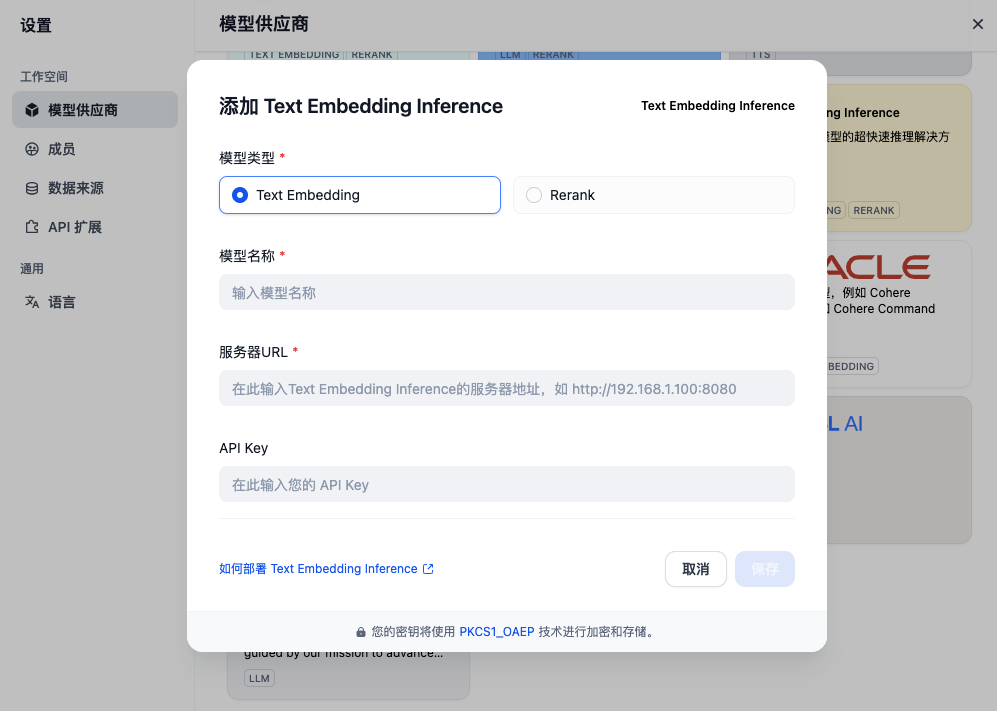 设置
工作空间
模型供应商
成员
数据来源
API 扩展
通用
语言
模型供应商
TEXT EMBEDDING RERANK
LLM RERANK
TTS
Inference
型的超快速推理解决方
RERANK
例如 Cohere
Cohere Command
AI
添加 Text Embedding Inference
Text Embedding Inference
模型类型 *
Text Embedding
Rerank
模型名称 *
输入模型名称
服务器URL *
在此输入Text Embedding Inference的服务器地址，如 http://192.168.1.100:8080
API Key
在此输入您的 API Key
如何部署 Text Embedding Inference
取消
保存
您的密钥将使用 PKCS1_OAEP 技术进行加密和存储。
guided by our mission to advance...
LLM